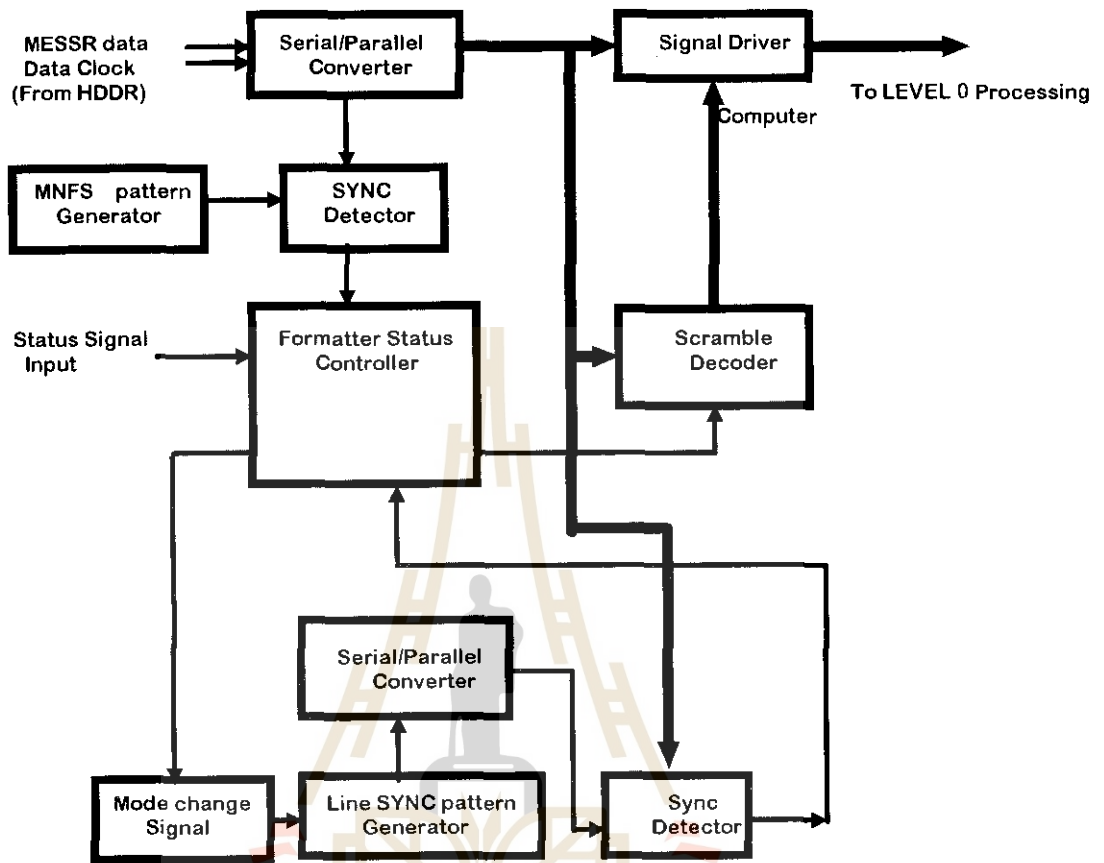 MESSR data
Data Clock
(From HDDR)
Serial/Parallel
Converter
Signal Driver
To LEVEL 0 Processing
Computer
MNFS pattern
Generator
SYNC
Detector
Status Signal
Input
Formatter Status
Controller
Scramble
Decoder
Serial/Parallel
Converter
Mode change
Signal
Line SYNC pattern
Generator
Sync
Detector